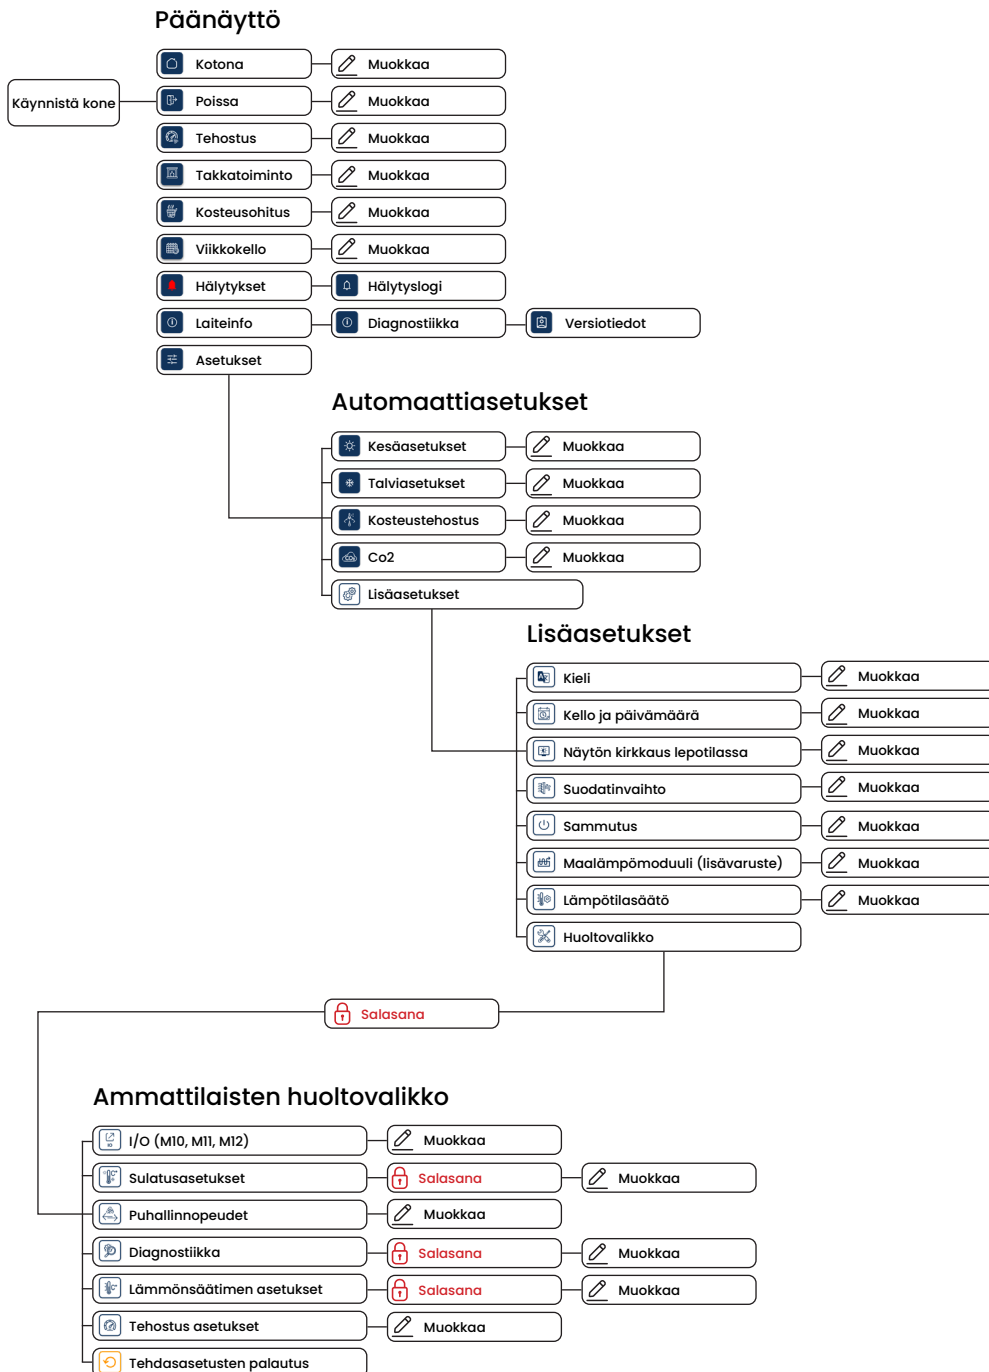 Päänäyttö
Käynnistä kone
Kotona Muokkaa
Poissa Muokkaa
Tehostus Muokkaa
Takkatoiminto Muokkaa
Kosteusohitus Muokkaa
Viikkokello Muokkaa
Hälytykset Hälytyslogi
Laiteinfo Diagnostiikka Versiotiedot
Asetukset
Automaattiasetukset
Kesäasetukset Muokkaa
Talviasetukset Muokkaa
Kosteustehostus Muokkaa
Co2 Muokkaa
Lisäasetukset
Lisäasetukset
Kieli Muokkaa
Kello ja päivämäärä Muokkaa
Näytön kirkkaus lepotilassa Muokkaa
Suodatinvaihto Muokkaa
Sammutus Muokkaa
Maalämpömoduuli (lisävaruste) Muokkaa
Lämpötilasäätö Muokkaa
Huoltovalikko
Salasana
Ammattilaisten huoltovalikko
I/O (M10, M11, M12) Muokkaa
Sulatusasetukset Salasana Muokkaa
Puhallinnopeudet Muokkaa
Diagnostiikka Salasana Muokkaa
Lämmönsäätimen asetukset Salasana Muokkaa
Tehostus asetukset Muokkaa
Tehdasasetusten palautus